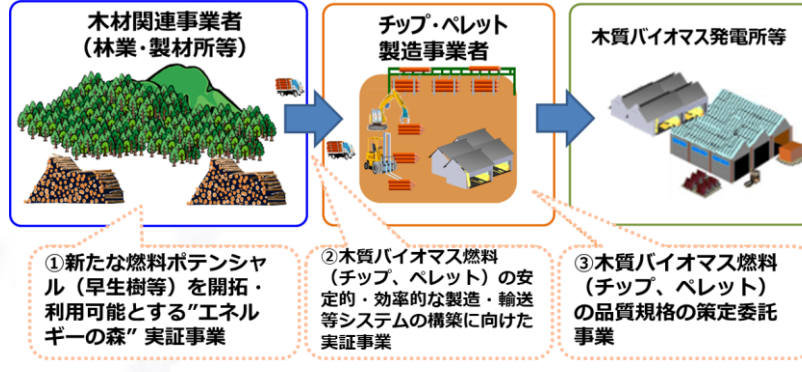 木材関連事業者
（林業・製材所等）
チップ・ペレット
製造事業者
木質バイオマス発電所等
①新たな燃料ポテンシャ
ル（早生樹等）を開拓・
利用可能とする”エネル
ギーの森” 実証事業
②木質バイオマス燃料
（チップ、ペレット）の安
定的・効率的な製造・輸送
等システムの構築に向けた
実証事業
③木質バイオマス燃料
（チップ、ペレット）
の品質規格の策定委託
事業